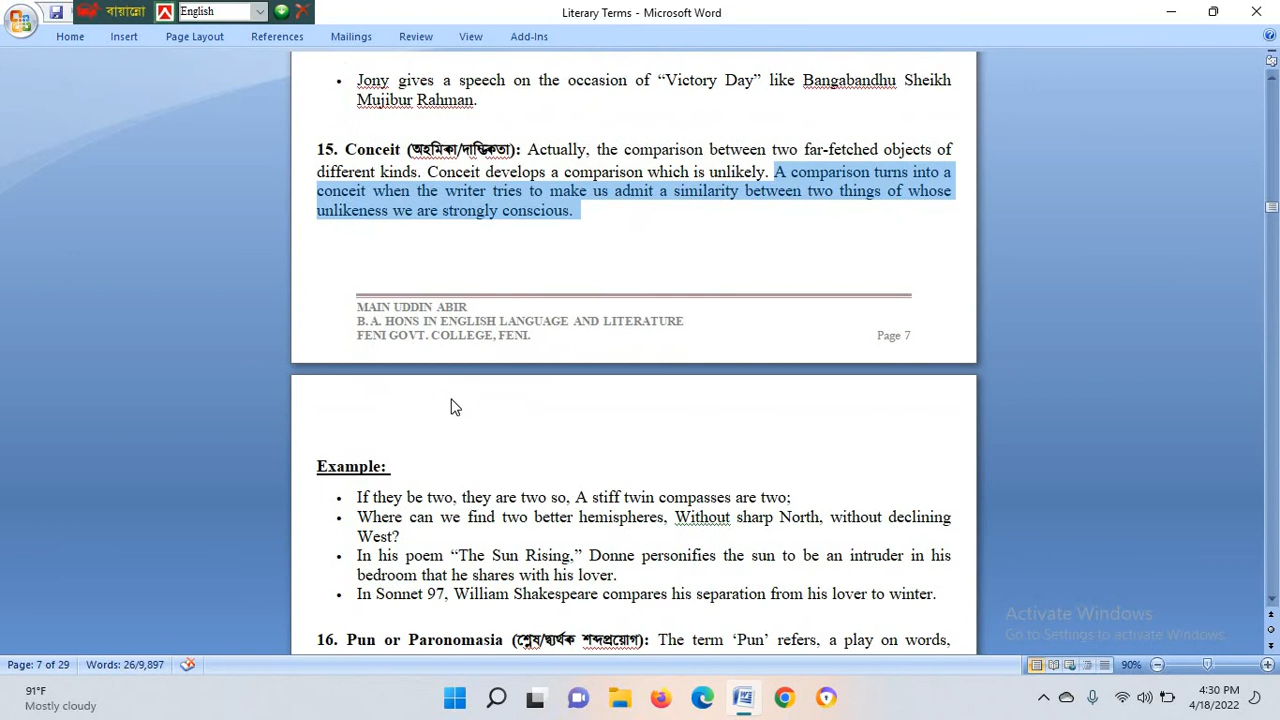 বায়ান্নো
English
Literary Terms - Microsoft Word
Home Insert Page Layout References Mailings Review View Add-Ins
• Jony gives a speech on the occasion of “Victory Day” like Bangabandhu Sheikh
Mujibur Rahman.
15. Conceit (অহমিকা/দাম্ভিকতা): Actually, the comparison between two far-fetched objects of
different kinds. Conceit develops a comparison which is unlikely. A comparison turns into a
conceit when the writer tries to make us admit a similarity between two things of whose
unlikeness we are strongly conscious.
MAIN UDDIN ABIR
B. A. HONS IN ENGLISH LANGUAGE AND LITERATURE
FENI GOVT. COLLEGE, FENI.
Page 7
Example:
• If they be two, they are two so, A stiff twin compasses are two;
• Where can we find two better hemispheres, Without sharp North, without declining
West?
• In his poem “The Sun Rising,” Donne personifies the sun to be an intruder in his
bedroom that he shares with his lover.
• In Sonnet 97, William Shakespeare compares his separation from his lover to winter.
16. Pun or Paronomasia (শ্লেষ/দ্ব্যর্থক শব্দপ্রয়োগ): The term ‘Pun’ refers, a play on words,
Activate Windows
Go to Settings to activate Windows.
Page: 7 of 29 Words: 26/9,897
90%
91°F
Mostly cloudy
4:30 PM
4/18/2022